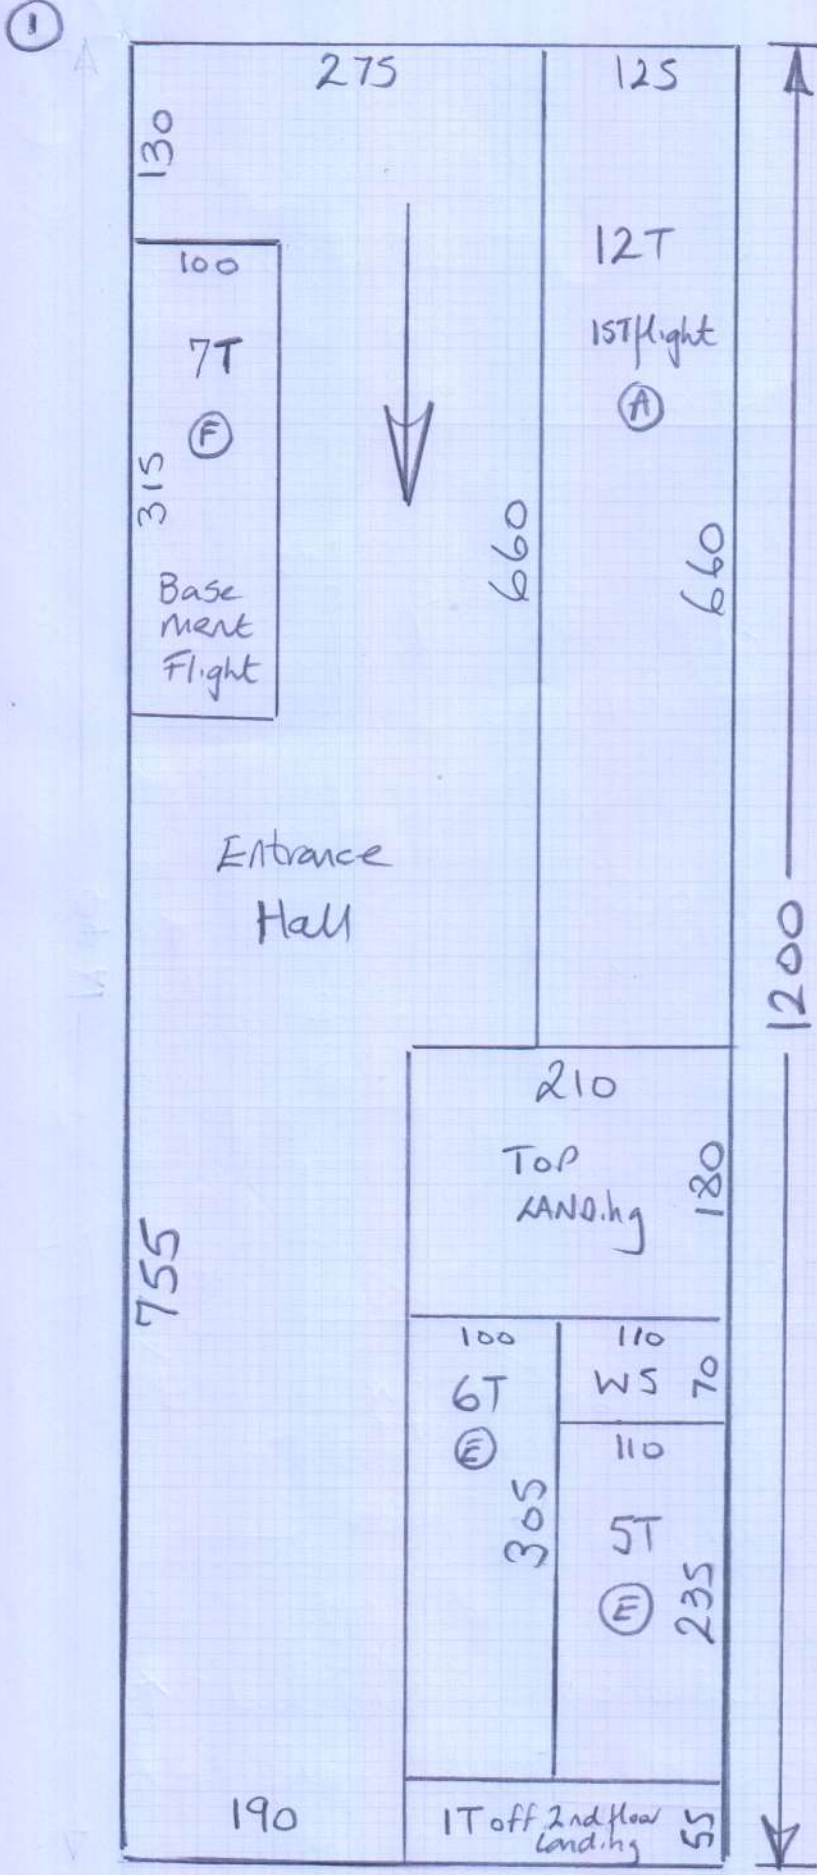 1
275
125
130
100
12T
7T
1ST flight
A
F
315
660
660
Base
ment
Flight
Entrance
Hall
1200
210
TOP
LANDing
180
755
100
110
6T
WS
70
E
110
305
5T
E
235
190
1T off 2nd floor
Landing
55